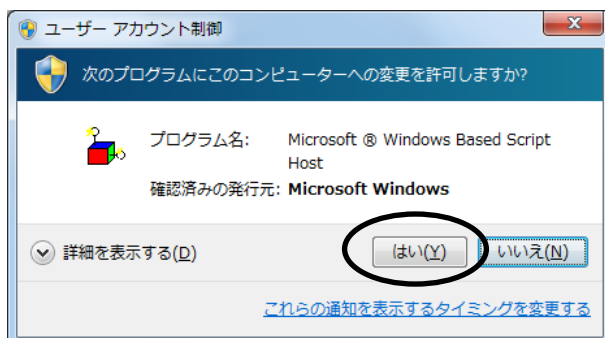 ユーザー アカウント制御
次のプログラムにこのコンピューターへの変更を許可しますか?
プログラム名: Microsoft ® Windows Based Script
Host
確認済みの発行元: Microsoft Windows
詳細を表示する(D) はい(Y) いいえ(N)
これらの通知を表示するタイミングを変更する